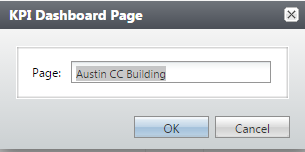 KPI Dashboard Page
Page: Austin CC Building
OK Cancel